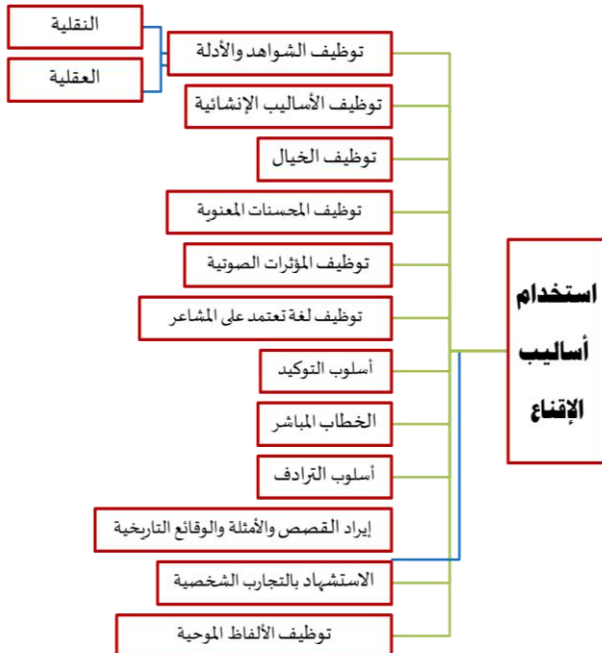 استخدام
أساليب
الإقناع
توظيف الشواهد والأدلة
النقلية
العقلية
توظيف الأساليب الإنشائية
توظيف الخيال
توظيف المحسنات المعنوية
توظيف المؤثرات الصوتية
توظيف لغة تعتمد على المشاعر
أسلوب التوكيد
الخطاب المباشر
أسلوب الترادف
إيراد القصص والأمثلة والوقائع التاريخية
الاستشهاد بالتجارب الشخصية
توظيف الألفاظ الموحية